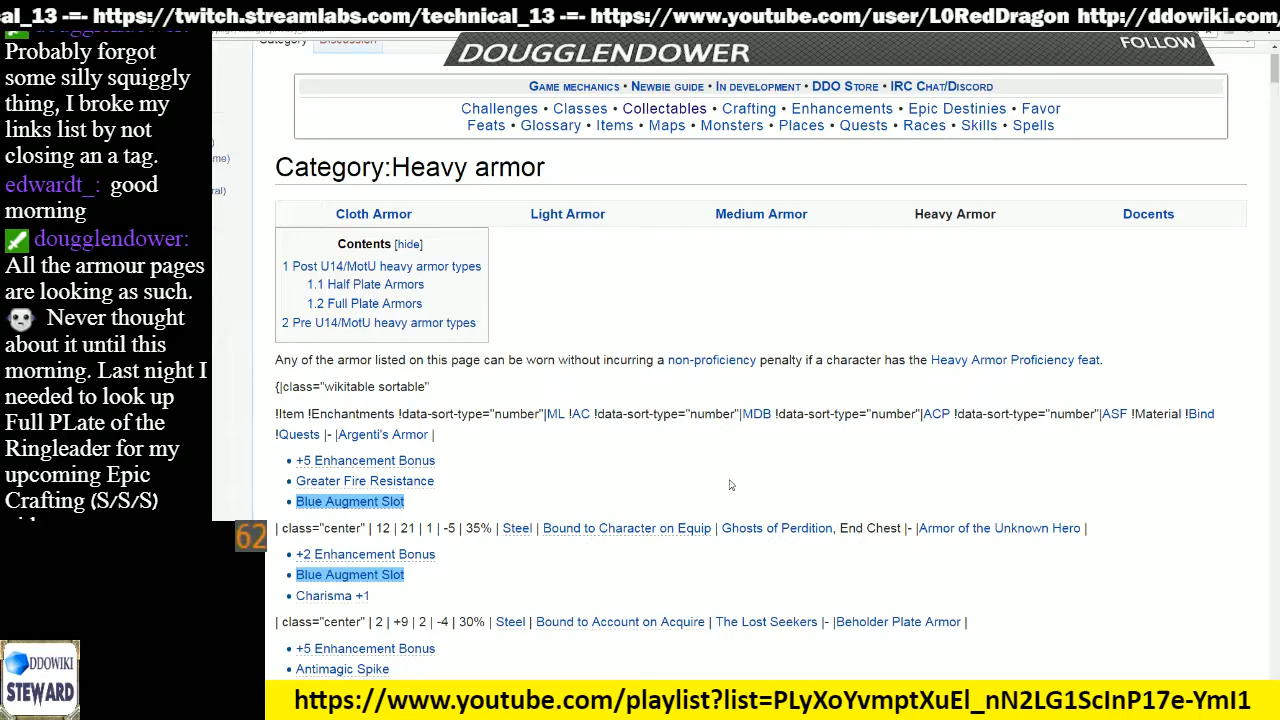 al_13 -=- https://twitch.streamlabs.com/technical_13 -=- https://www.youtube.com/user/L0RedDragon http://ddowiki.com/
Probably forgot
some silly squiggly
thing, I broke my
links list by not
closing an a tag.
edwardt_: good
morning
dougglendower:
All the armour pages
are looking as such.
Never thought
about it until this
morning. Last night I
needed to look up
Full PLate of the
Ringleader for my
upcoming Epic
Crafting (S/S/S)
62
DDOWIKI
STEWARD
Category Discussion
DOUGGLENDOWER
FOLLOW
Game mechanics • Newbie guide • In development • DDO Store • IRC Chat/Discord
Challenges • Classes • Collectables • Crafting • Enhancements • Epic Destinies • Favor
Feats • Glossary • Items • Maps • Monsters • Places • Quests • Races • Skills • Spells
Category:Heavy armor
Cloth Armor Light Armor Medium Armor Heavy Armor Docents
Contents [hide]
1 Post U14/MotU heavy armor types
1.1 Half Plate Armors
1.2 Full Plate Armors
2 Pre U14/MotU heavy armor types
Any of the armor listed on this page can be worn without incurring a non-proficiency penalty if a character has the Heavy Armor Proficiency feat.
{|class="wikitable sortable"
!Item !Enchantments !data-sort-type="number"|ML !AC !data-sort-type="number"|MDB !data-sort-type="number"|ACP !data-sort-type="number"|ASF !Material !Bind
!Quests |- |Argenti's Armor |
• +5 Enhancement Bonus
• Greater Fire Resistance
• Blue Augment Slot
| class="center" | 12 | 21 | 1 | -5 | 35% | Steel | Bound to Character on Equip | Ghosts of Perdition, End Chest |- |Armor of the Unknown Hero |
• +2 Enhancement Bonus
• Blue Augment Slot
• Charisma +1
| class="center" | 2 | +9 | 2 | -4 | 30% | Steel | Bound to Account on Acquire | The Lost Seekers |- |Beholder Plate Armor |
• +5 Enhancement Bonus
• Antimagic Spike
https://www.youtube.com/playlist?list=PLyXoYvmptXuEl_nN2LG1ScInP17e-YmI1